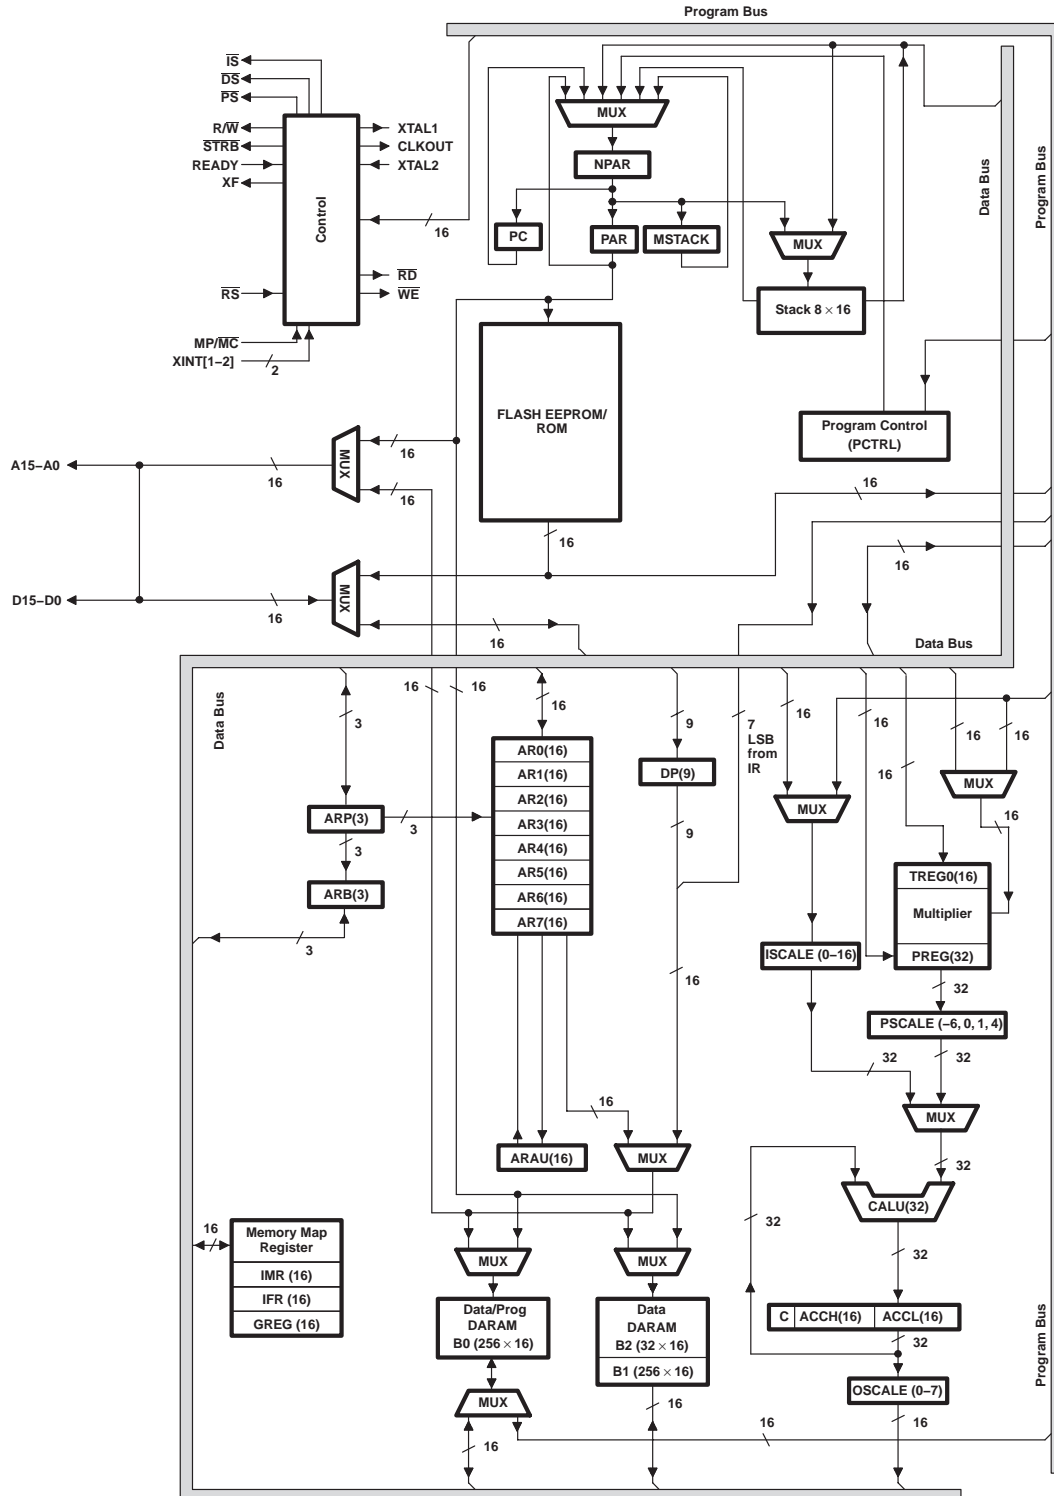 Program Bus
IS
DS
PS
R/W
STRB
READY
XF
XTAL1
CLKOUT
XTAL2
Control
16
RS
RD
WE
MP/MC
XINT[1–2]
2
MUX
NPAR
PC
PAR
MSTACK
MUX
Stack 8 × 16
Data Bus
Program Bus
FLASH EEPROM/
ROM
Program Control
(PCTRL)
A15–A0
16
MUX
16
16
16
16
D15–D0
16
MUX
16
16
Data Bus
Data Bus
3
16
16
16
9
7
LSB
from
IR
16
16
16
16
16
AR0(16)
AR1(16)
AR2(16)
AR3(16)
AR4(16)
AR5(16)
AR6(16)
AR7(16)
DP(9)
9
MUX
MUX
16
ARP(3)
3
3
ARB(3)
3
TREG0(16)
Multiplier
PREG(32)
ISCALE (0–16)
16
32
PSCALE (–6, 0, 1, 4)
32
32
16
MUX
ARAU(16)
MUX
32
CALU(32)
32
32
16
Memory Map
Register
IMR (16)
IFR (16)
GREG (16)
MUX
MUX
Data/Prog
DARAM
B0 (256 × 16)
Data
DARAM
B2 (32 × 16)
B1 (256 × 16)
C
ACCH(16)
ACCL(16)
32
OSCALE (0–7)
MUX
16
16
16
16
Program Bus